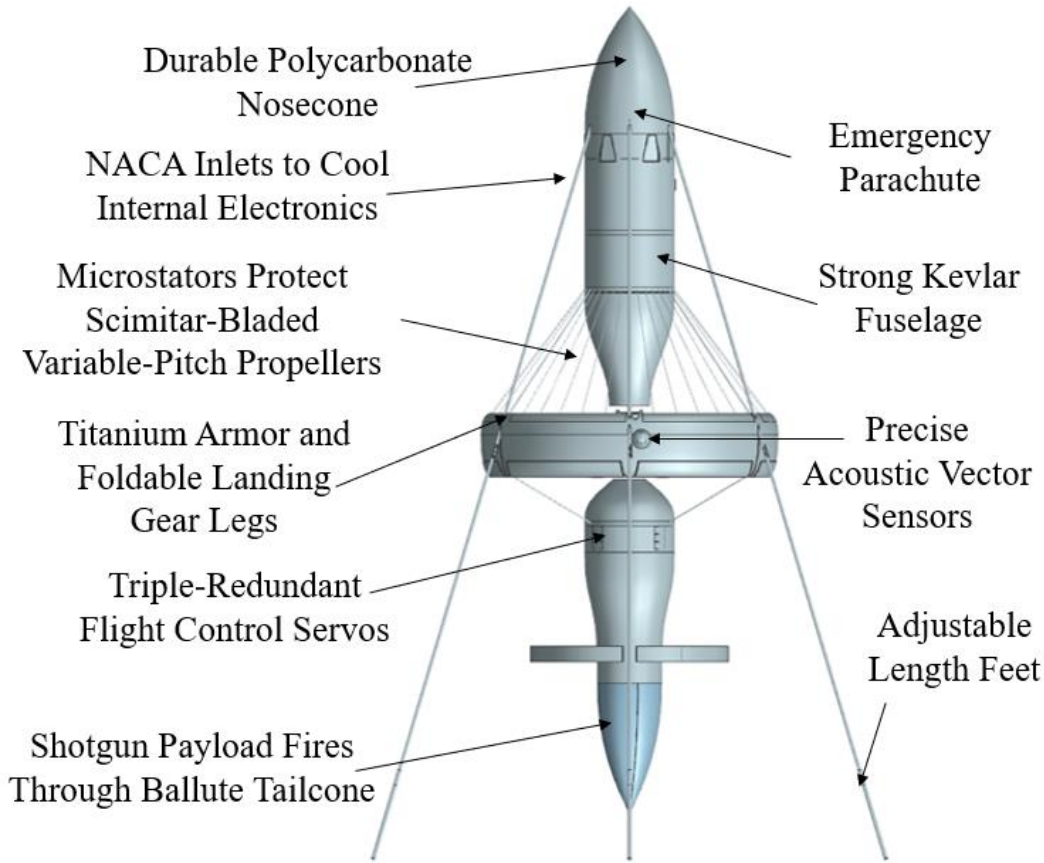 Durable Polycarbonate
Nosecone
NACA Inlets to Cool
Internal Electronics
Microstators Protect
Scimitar-Bladed
Variable-Pitch Propellers
Titanium Armor and
Foldable Landing
Gear Legs
Triple-Redundant
Flight Control Servos
Shotgun Payload Fires
Through Ballute Tailcone
Emergency
Parachute
Strong Kevlar
Fuselage
Precise
Acoustic Vector
Sensors
Adjustable
Length Feet